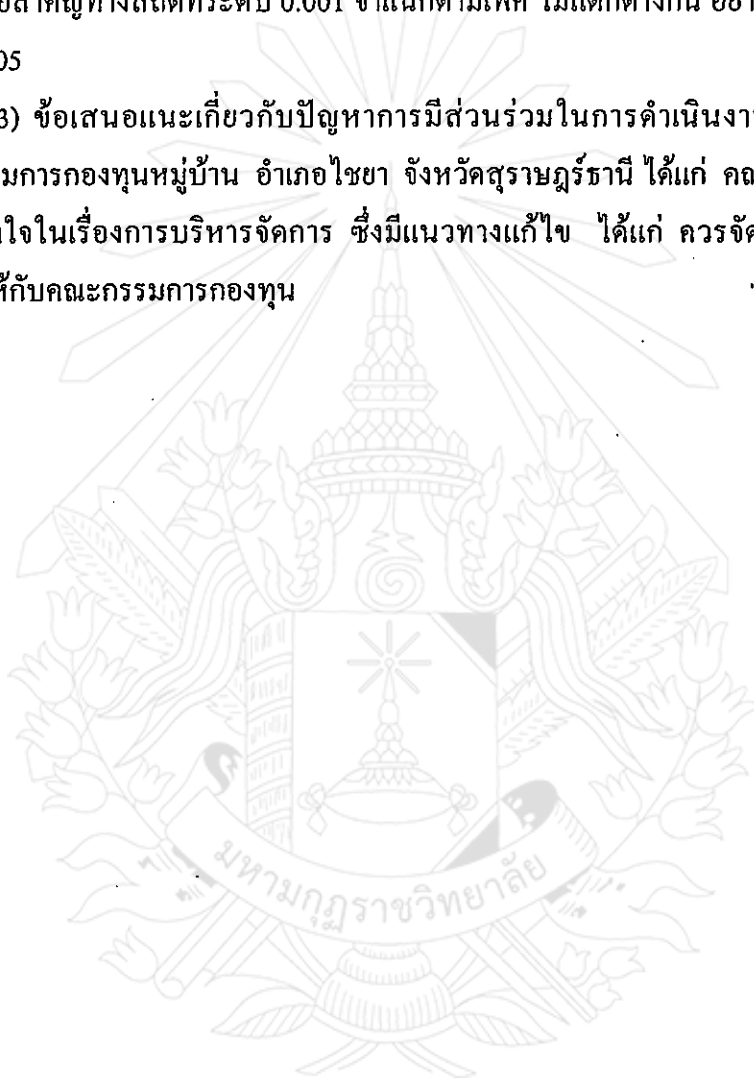 ยสำคัญทางสถิติที่ระดับ 0.001 จำแนกตามเพศ ไม่แตกต่างกัน อย่า
05
3) ข้อเสนอแนะเกี่ยวกับปัญหาการมีส่วนร่วมในการดำเนินงา
มการกองทุนหมู่บ้าน อำเภอไชยา จังหวัดสุราษฎร์ธานี ได้แก่ คณ
นใจในเรื่องการบริหารจัดการ ซึ่งมีแนวทางแก้ไข ได้แก่ ควรจัด
ห้กับคณะกรรมการกองทุน
มหามกุฏราชวิทยาลัย